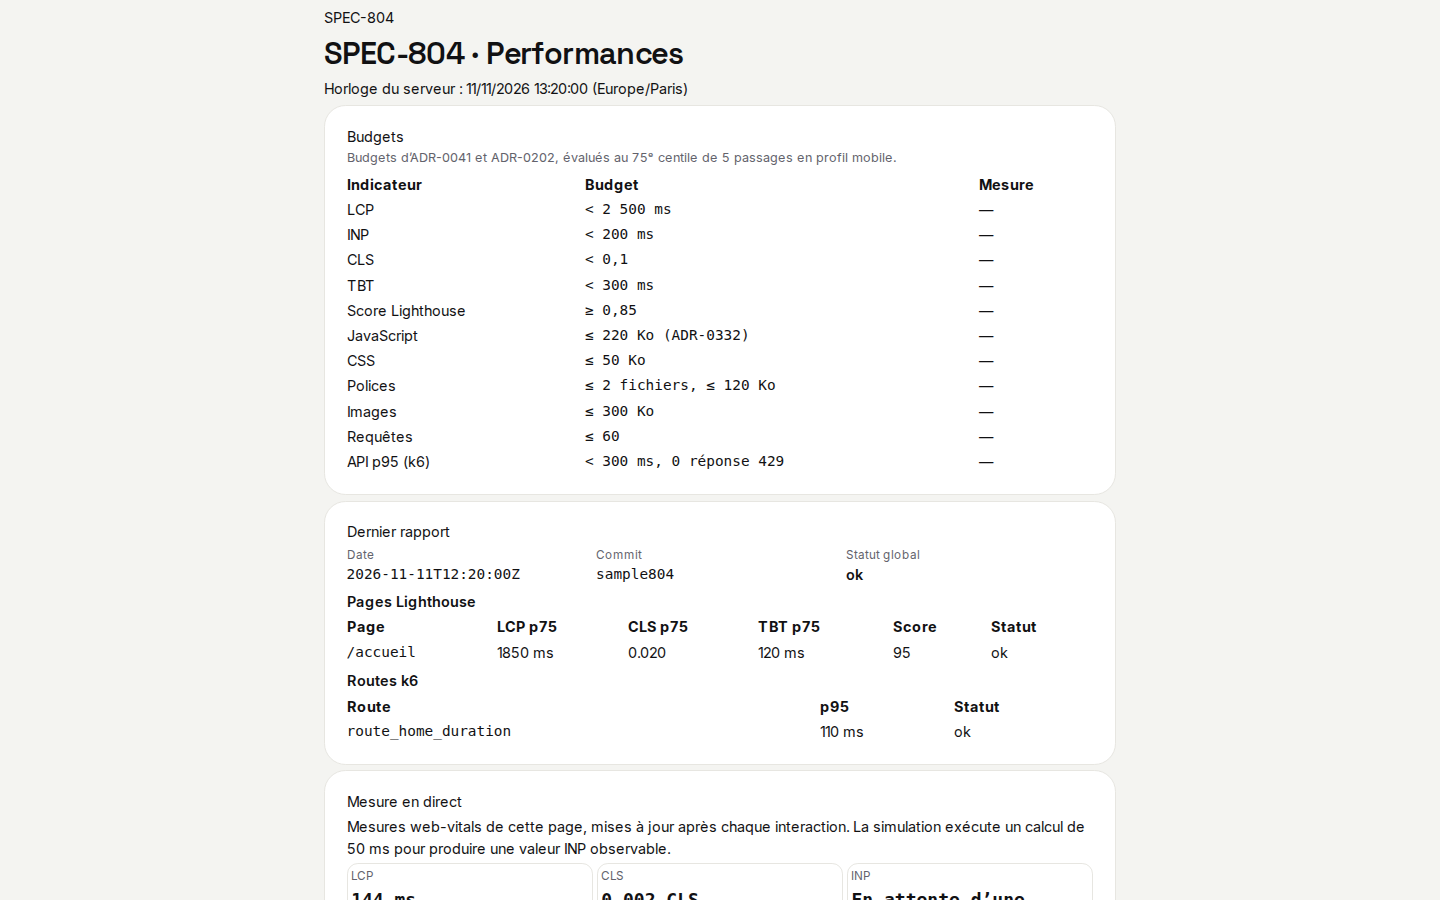 SPEC-804
SPEC-804 · Performances
Horloge du serveur : 11/11/2026 13:20:00 (Europe/Paris)
Budgets
Budgets d’ADR-0041 et ADR-0202, évalués au 75ᵉ centile de 5 passages en profil mobile.
Indicateur Budget Mesure
LCP < 2 500 ms —
INP < 200 ms —
CLS < 0,1 —
TBT < 300 ms —
Score Lighthouse ≥ 0,85 —
JavaScript ≤ 220 Ko (ADR-0332) —
CSS ≤ 50 Ko —
Polices ≤ 2 fichiers, ≤ 120 Ko —
Images ≤ 300 Ko —
Requêtes ≤ 60 —
API p95 (k6) < 300 ms, 0 réponse 429 —
Dernier rapport
Date Commit Statut global
2026-11-11T12:20:00Z sample804 ok
Pages Lighthouse
Page LCP p75 CLS p75 TBT p75 Score Statut
/accueil 1850 ms 0.020 120 ms 95 ok
Routes k6
Route p95 Statut
route_home_duration 110 ms ok
Mesure en direct
Mesures web-vitals de cette page, mises à jour après chaque interaction. La simulation exécute un calcul de
50 ms pour produire une valeur INP observable.
LCP CLS INP
144 ms 0.002 CLS En attente d’une